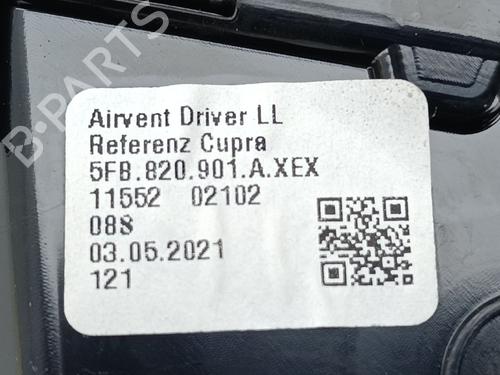 B-PARTS
Airvent Driver LL
Referenz Cupra
5FB.820.901.A.XEX
11552 02102
088
03.05.2021
121